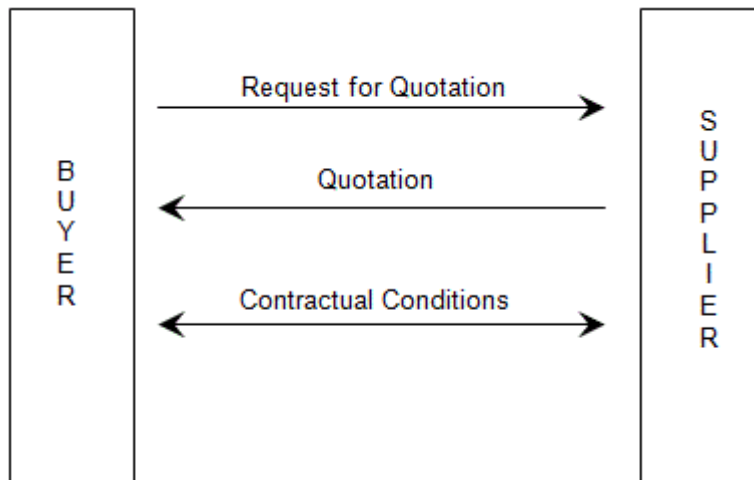 BUYER
Request for Quotation
Quotation
Contractual Conditions
SUPPLIER